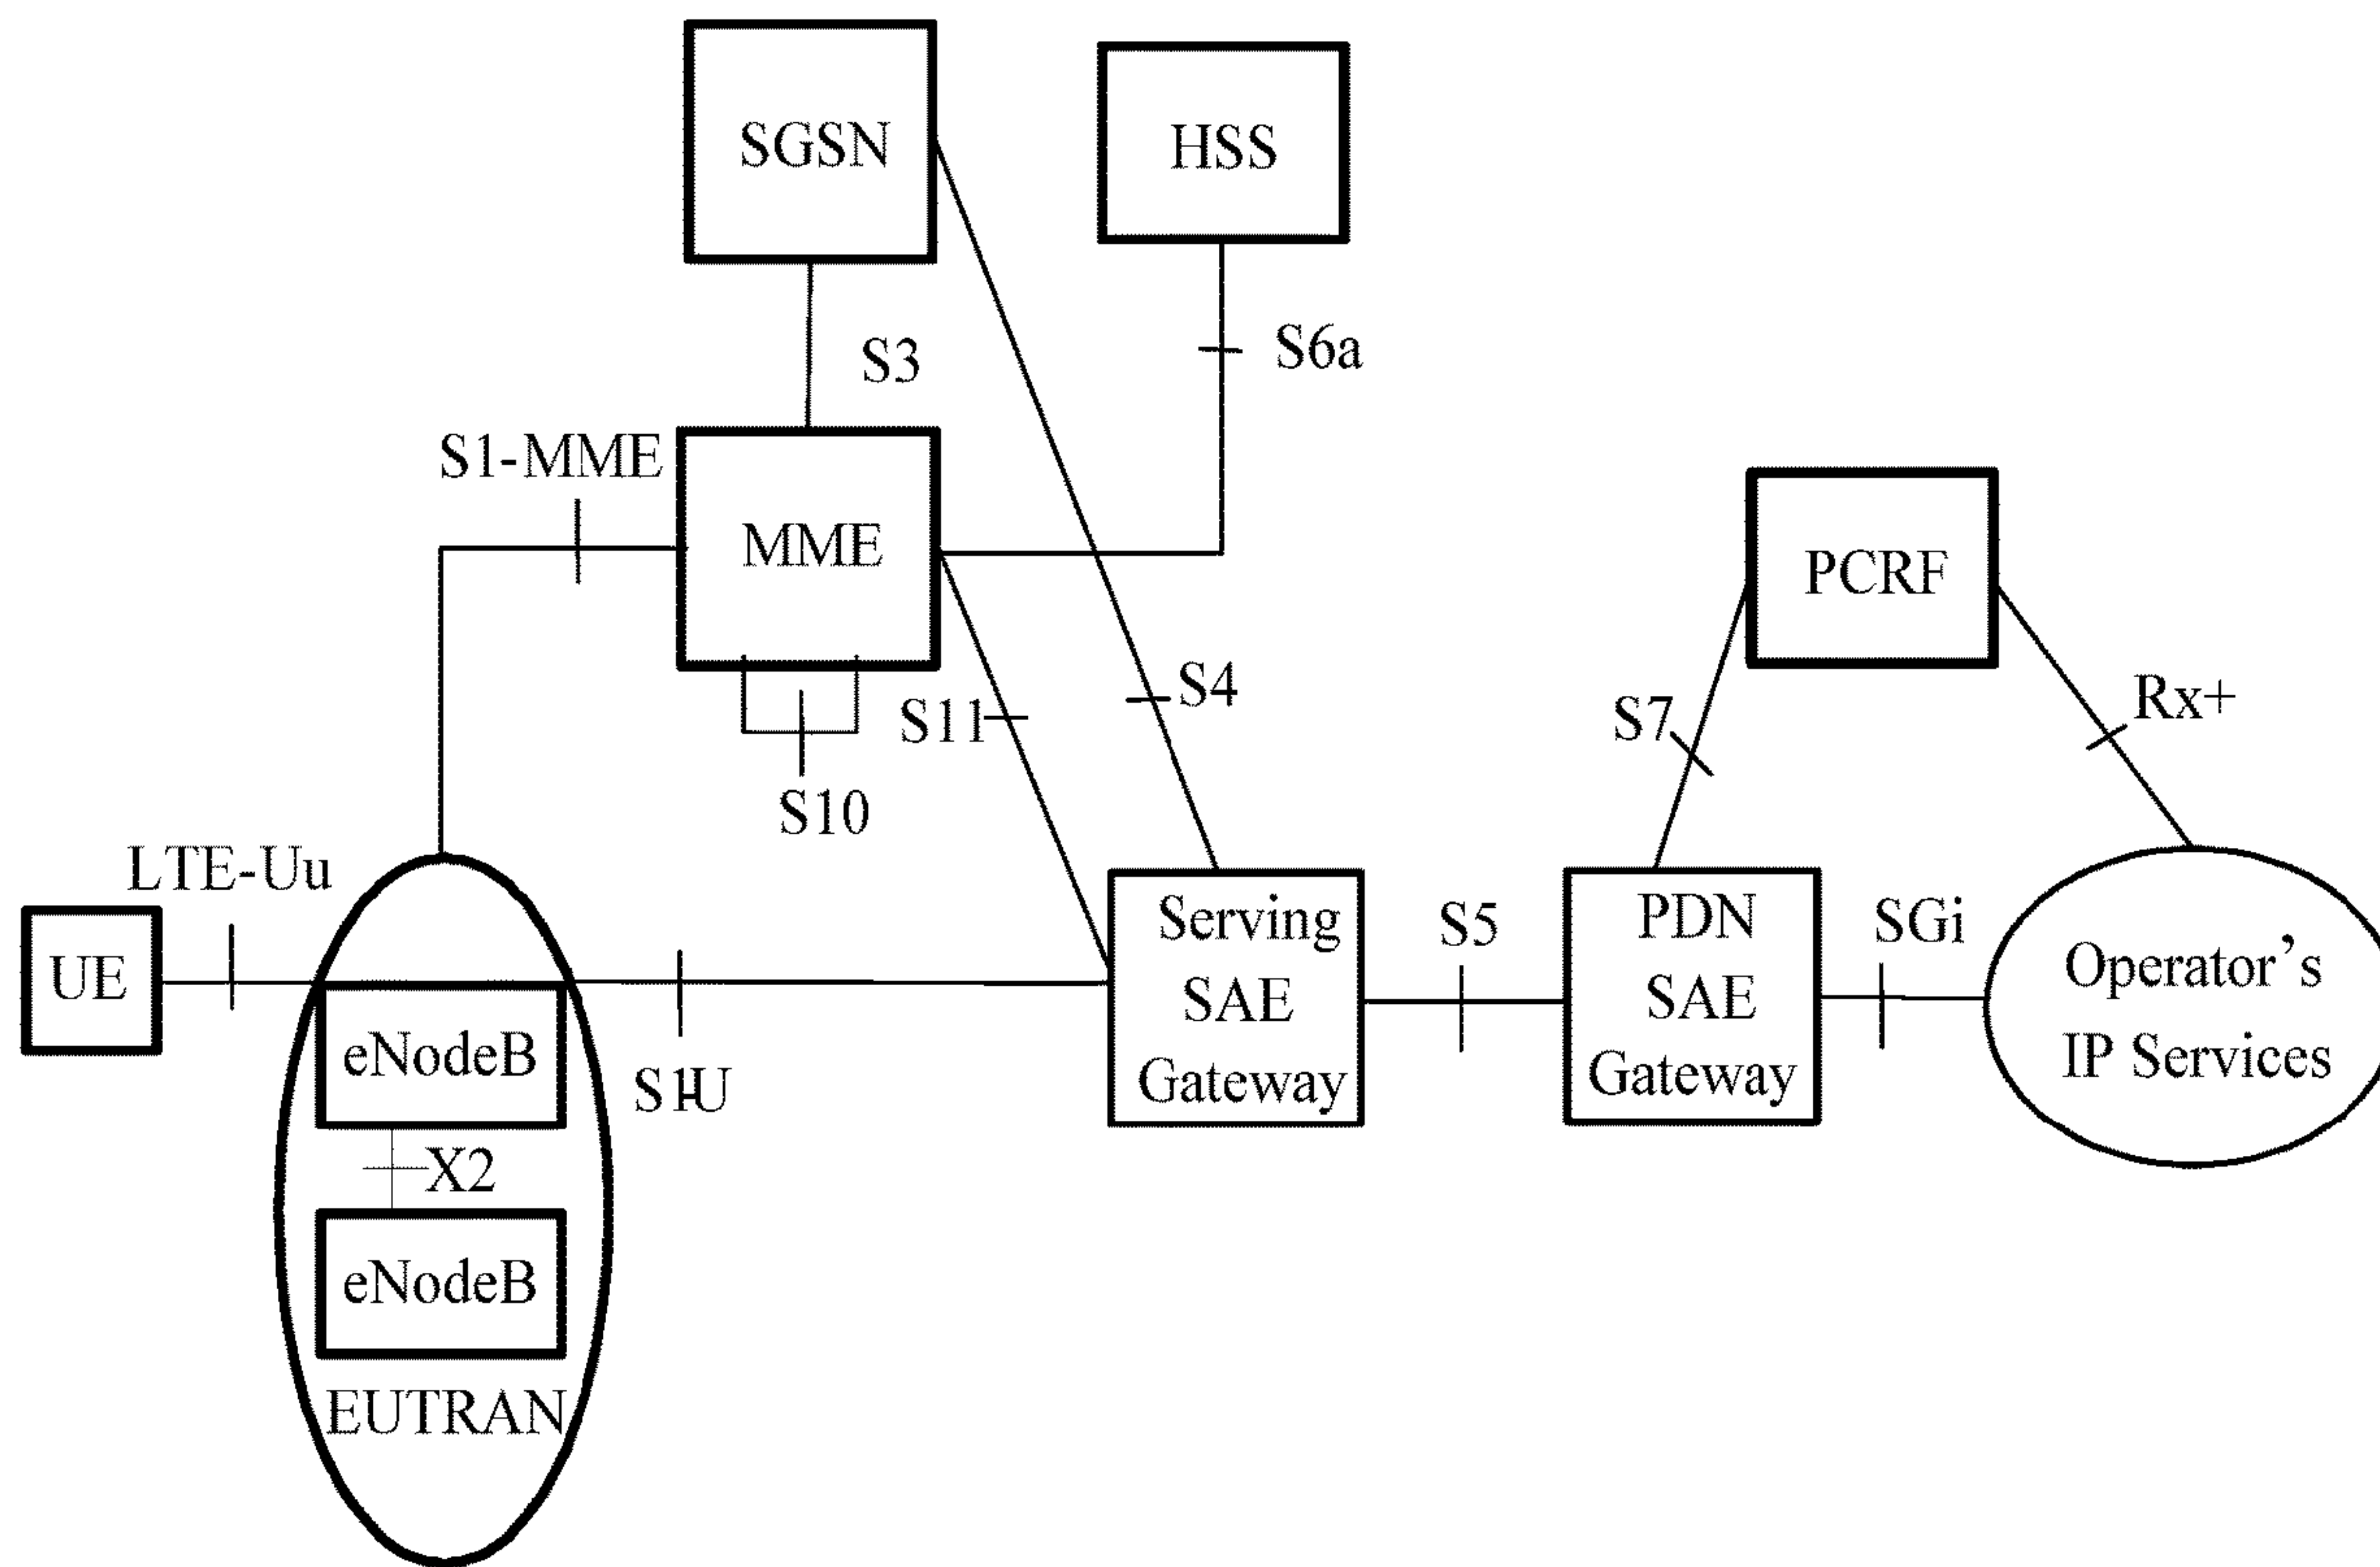 SGSN
HSS
S3
S6a
S1-MME
MME
PCRF
S11
S4
S7
Rx+
S10
LTE-Uu
UE
eNodeB
X2
eNodeB
EUTRAN
S1-U
Serving
SAE
Gateway
S5
PDN
SAE
Gateway
SGi
Operator’s
IP Services